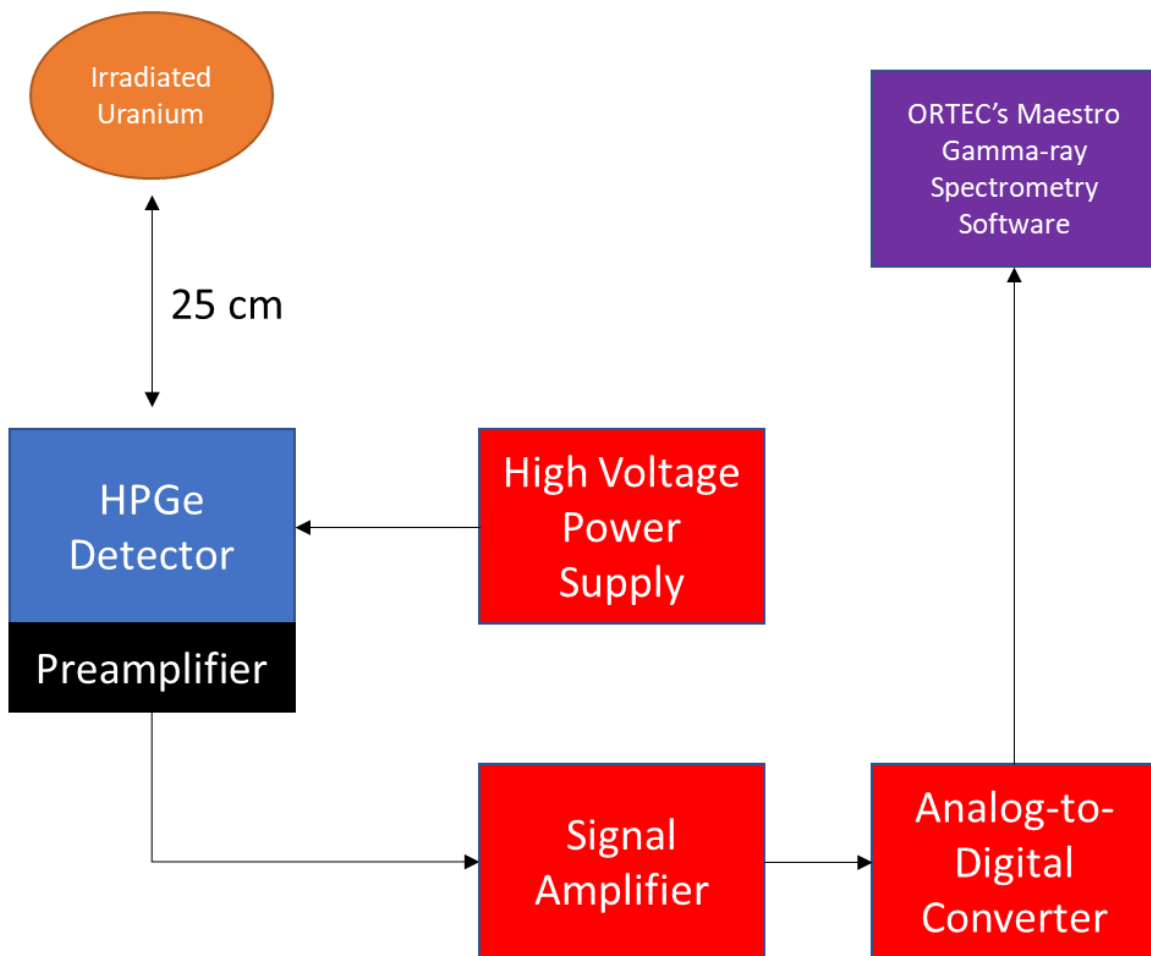 Irradiated
Uranium
ORTEC’s Maestro
Gamma-ray
Spectrometry
Software
25 cm
HPGe
Detector
High Voltage
Power
Supply
Preamplifier
Signal
Amplifier
Analog-to-
Digital
Converter